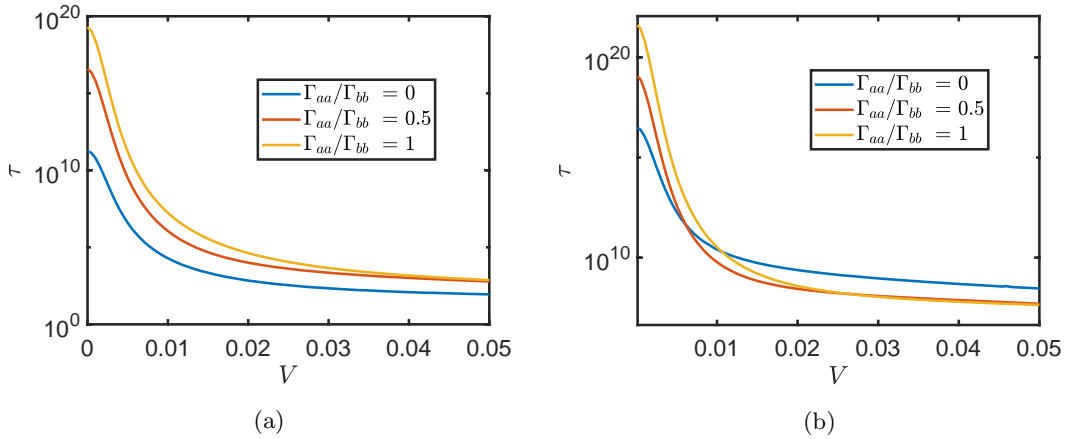 10^20
10^10
10^0
τ
0 0.01 0.02 0.03 0.04 0.05
V
Γ_aa/Γ_bb = 0
Γ_aa/Γ_bb = 0.5
Γ_aa/Γ_bb = 1
(a)
10^20
10^10
τ
0.01 0.02 0.03 0.04 0.05
V
Γ_aa/Γ_bb = 0
Γ_aa/Γ_bb = 0.5
Γ_aa/Γ_bb = 1
(b)